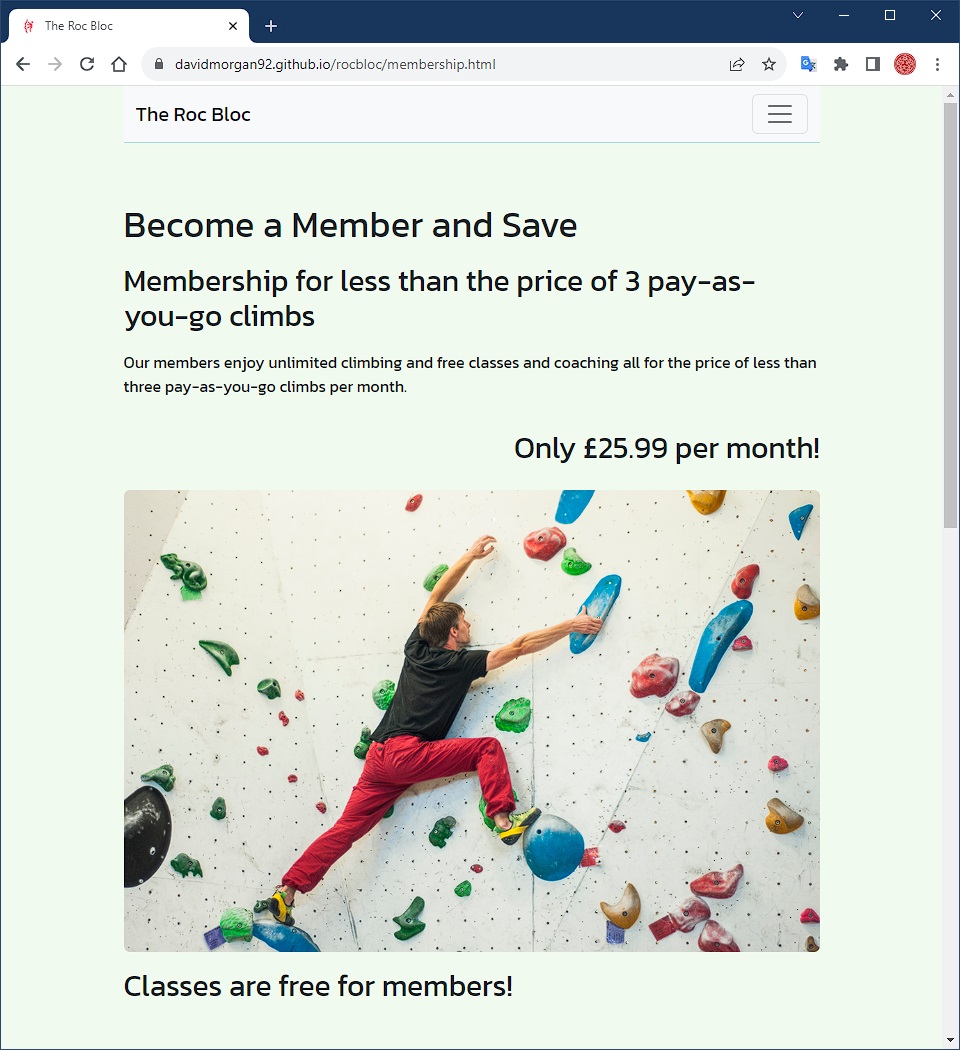 The Roc Bloc
davidmorgan92.github.io/rocbloc/membership.html
The Roc Bloc
Become a Member and Save
Membership for less than the price of 3 pay-as-
you-go climbs
Our members enjoy unlimited climbing and free classes and coaching all for the price of less than
three pay-as-you-go climbs per month.
Only £25.99 per month!
Classes are free for members!